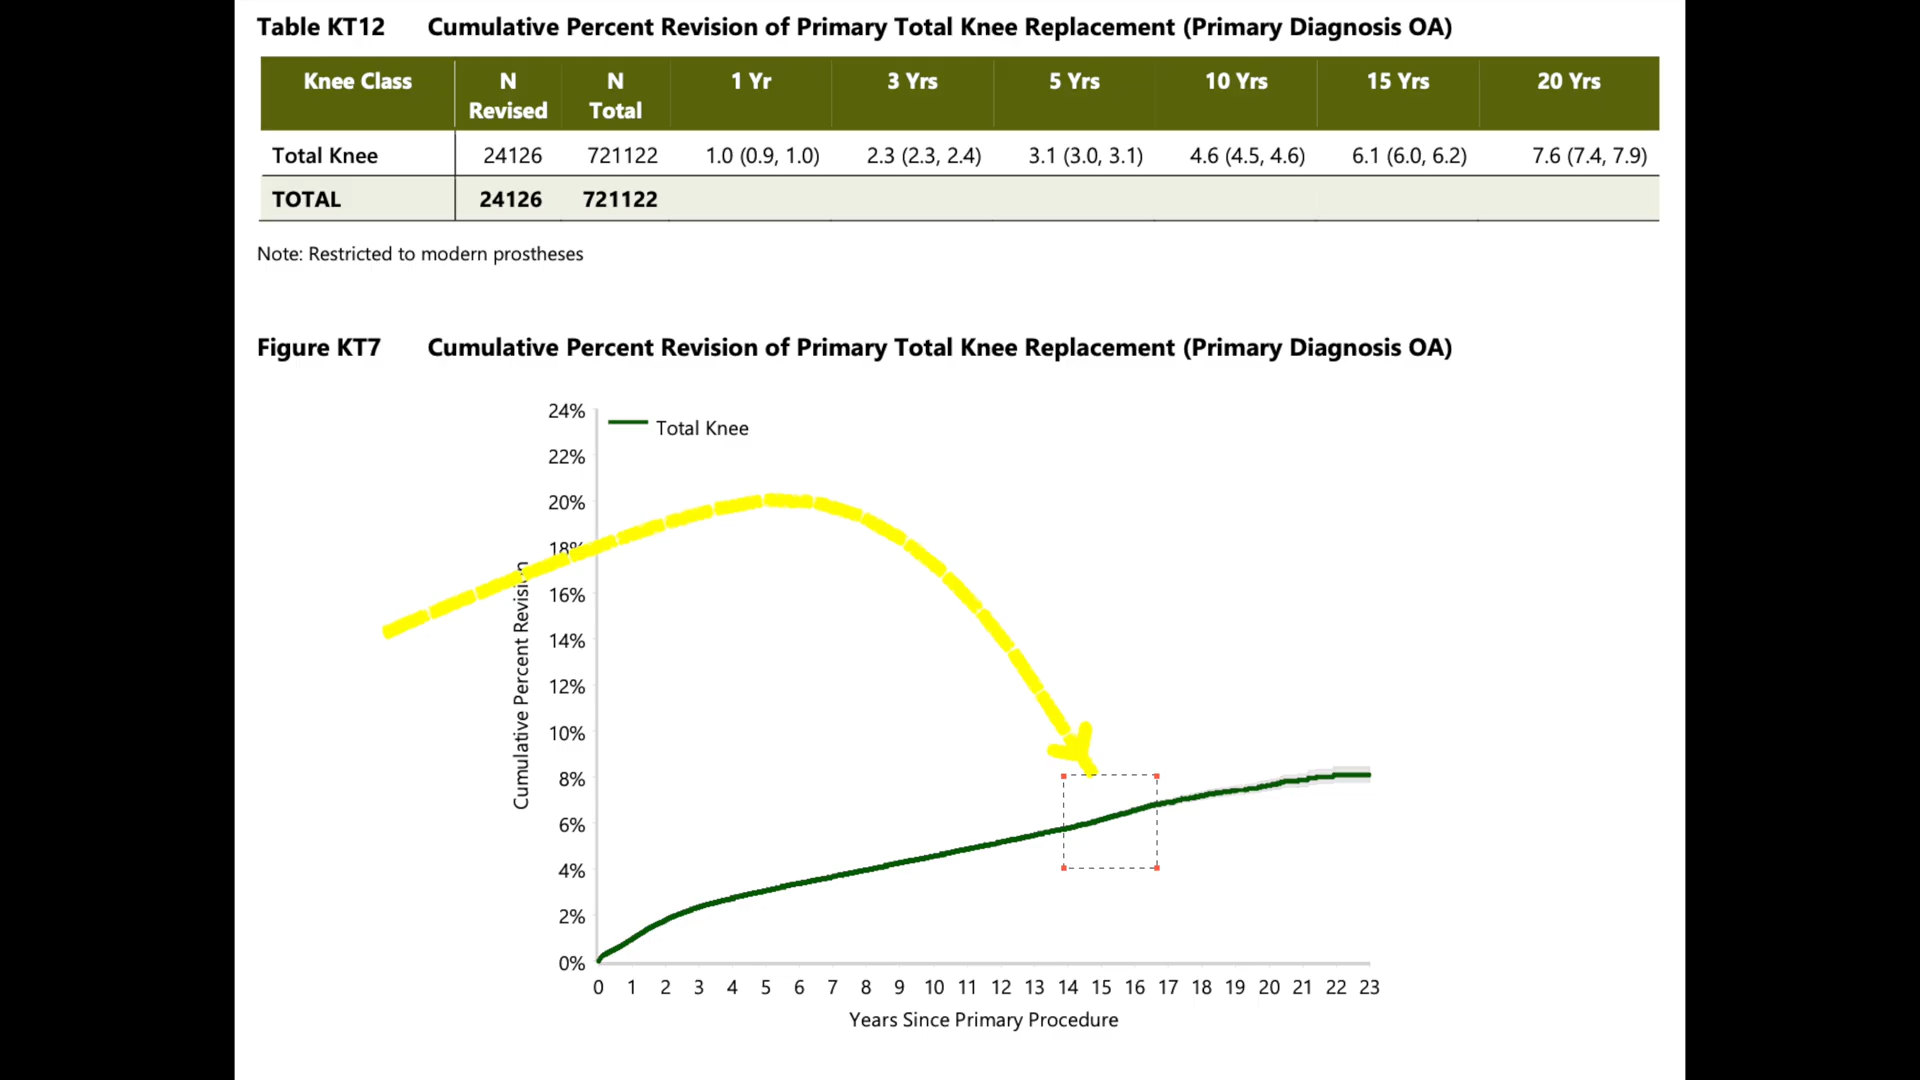 Table KT12 Cumulative Percent Revision of Primary Total Knee Replacement (Primary Diagnosis OA)
Knee Class N Revised N Total 1 Yr 3 Yrs 5 Yrs 10 Yrs 15 Yrs 20 Yrs
Total Knee 24126 721122 1.0 (0.9, 1.0) 2.3 (2.3, 2.4) 3.1 (3.0, 3.1) 4.6 (4.5, 4.6) 6.1 (6.0, 6.2) 7.6 (7.4, 7.9)
TOTAL 24126 721122
Note: Restricted to modern prostheses
Figure KT7 Cumulative Percent Revision of Primary Total Knee Replacement (Primary Diagnosis OA)
Total Knee
24%
22%
20%
18%
16%
14%
12%
10%
8%
6%
4%
2%
0%
Cumulative Percent Revision
0 1 2 3 4 5 6 7 8 9 10 11 12 13 14 15 16 17 18 19 20 21 22 23
Years Since Primary Procedure